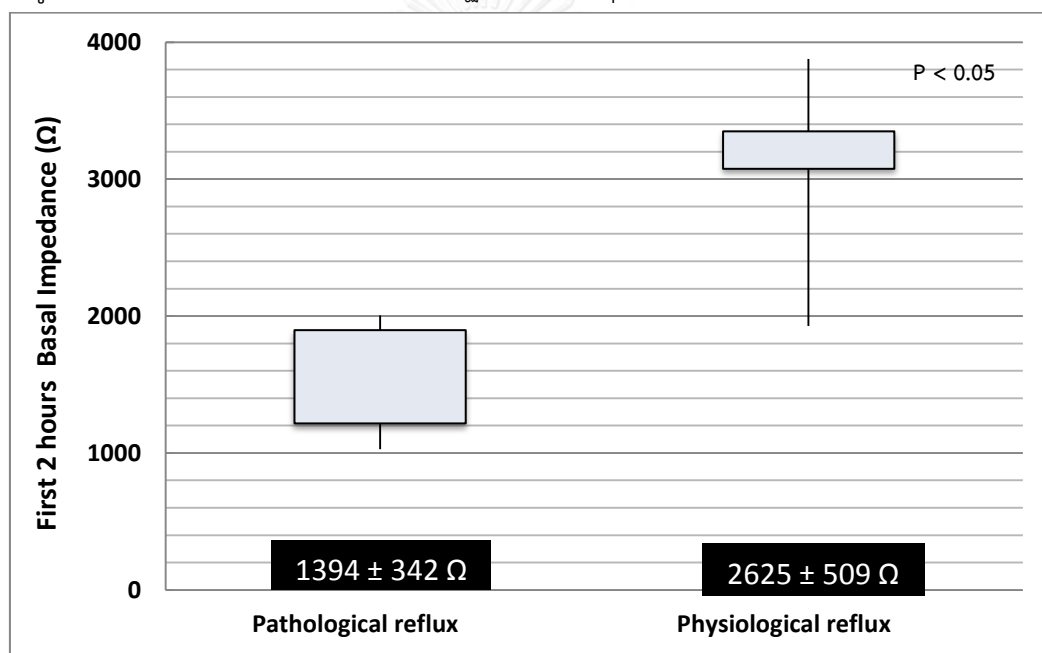 4000
P < 0.05
3000
2000
1000
0
First 2 hours Basal Impedance (Ω)
1394 ± 342 Ω
2625 ± 509 Ω
Pathological reflux
Physiological reflux